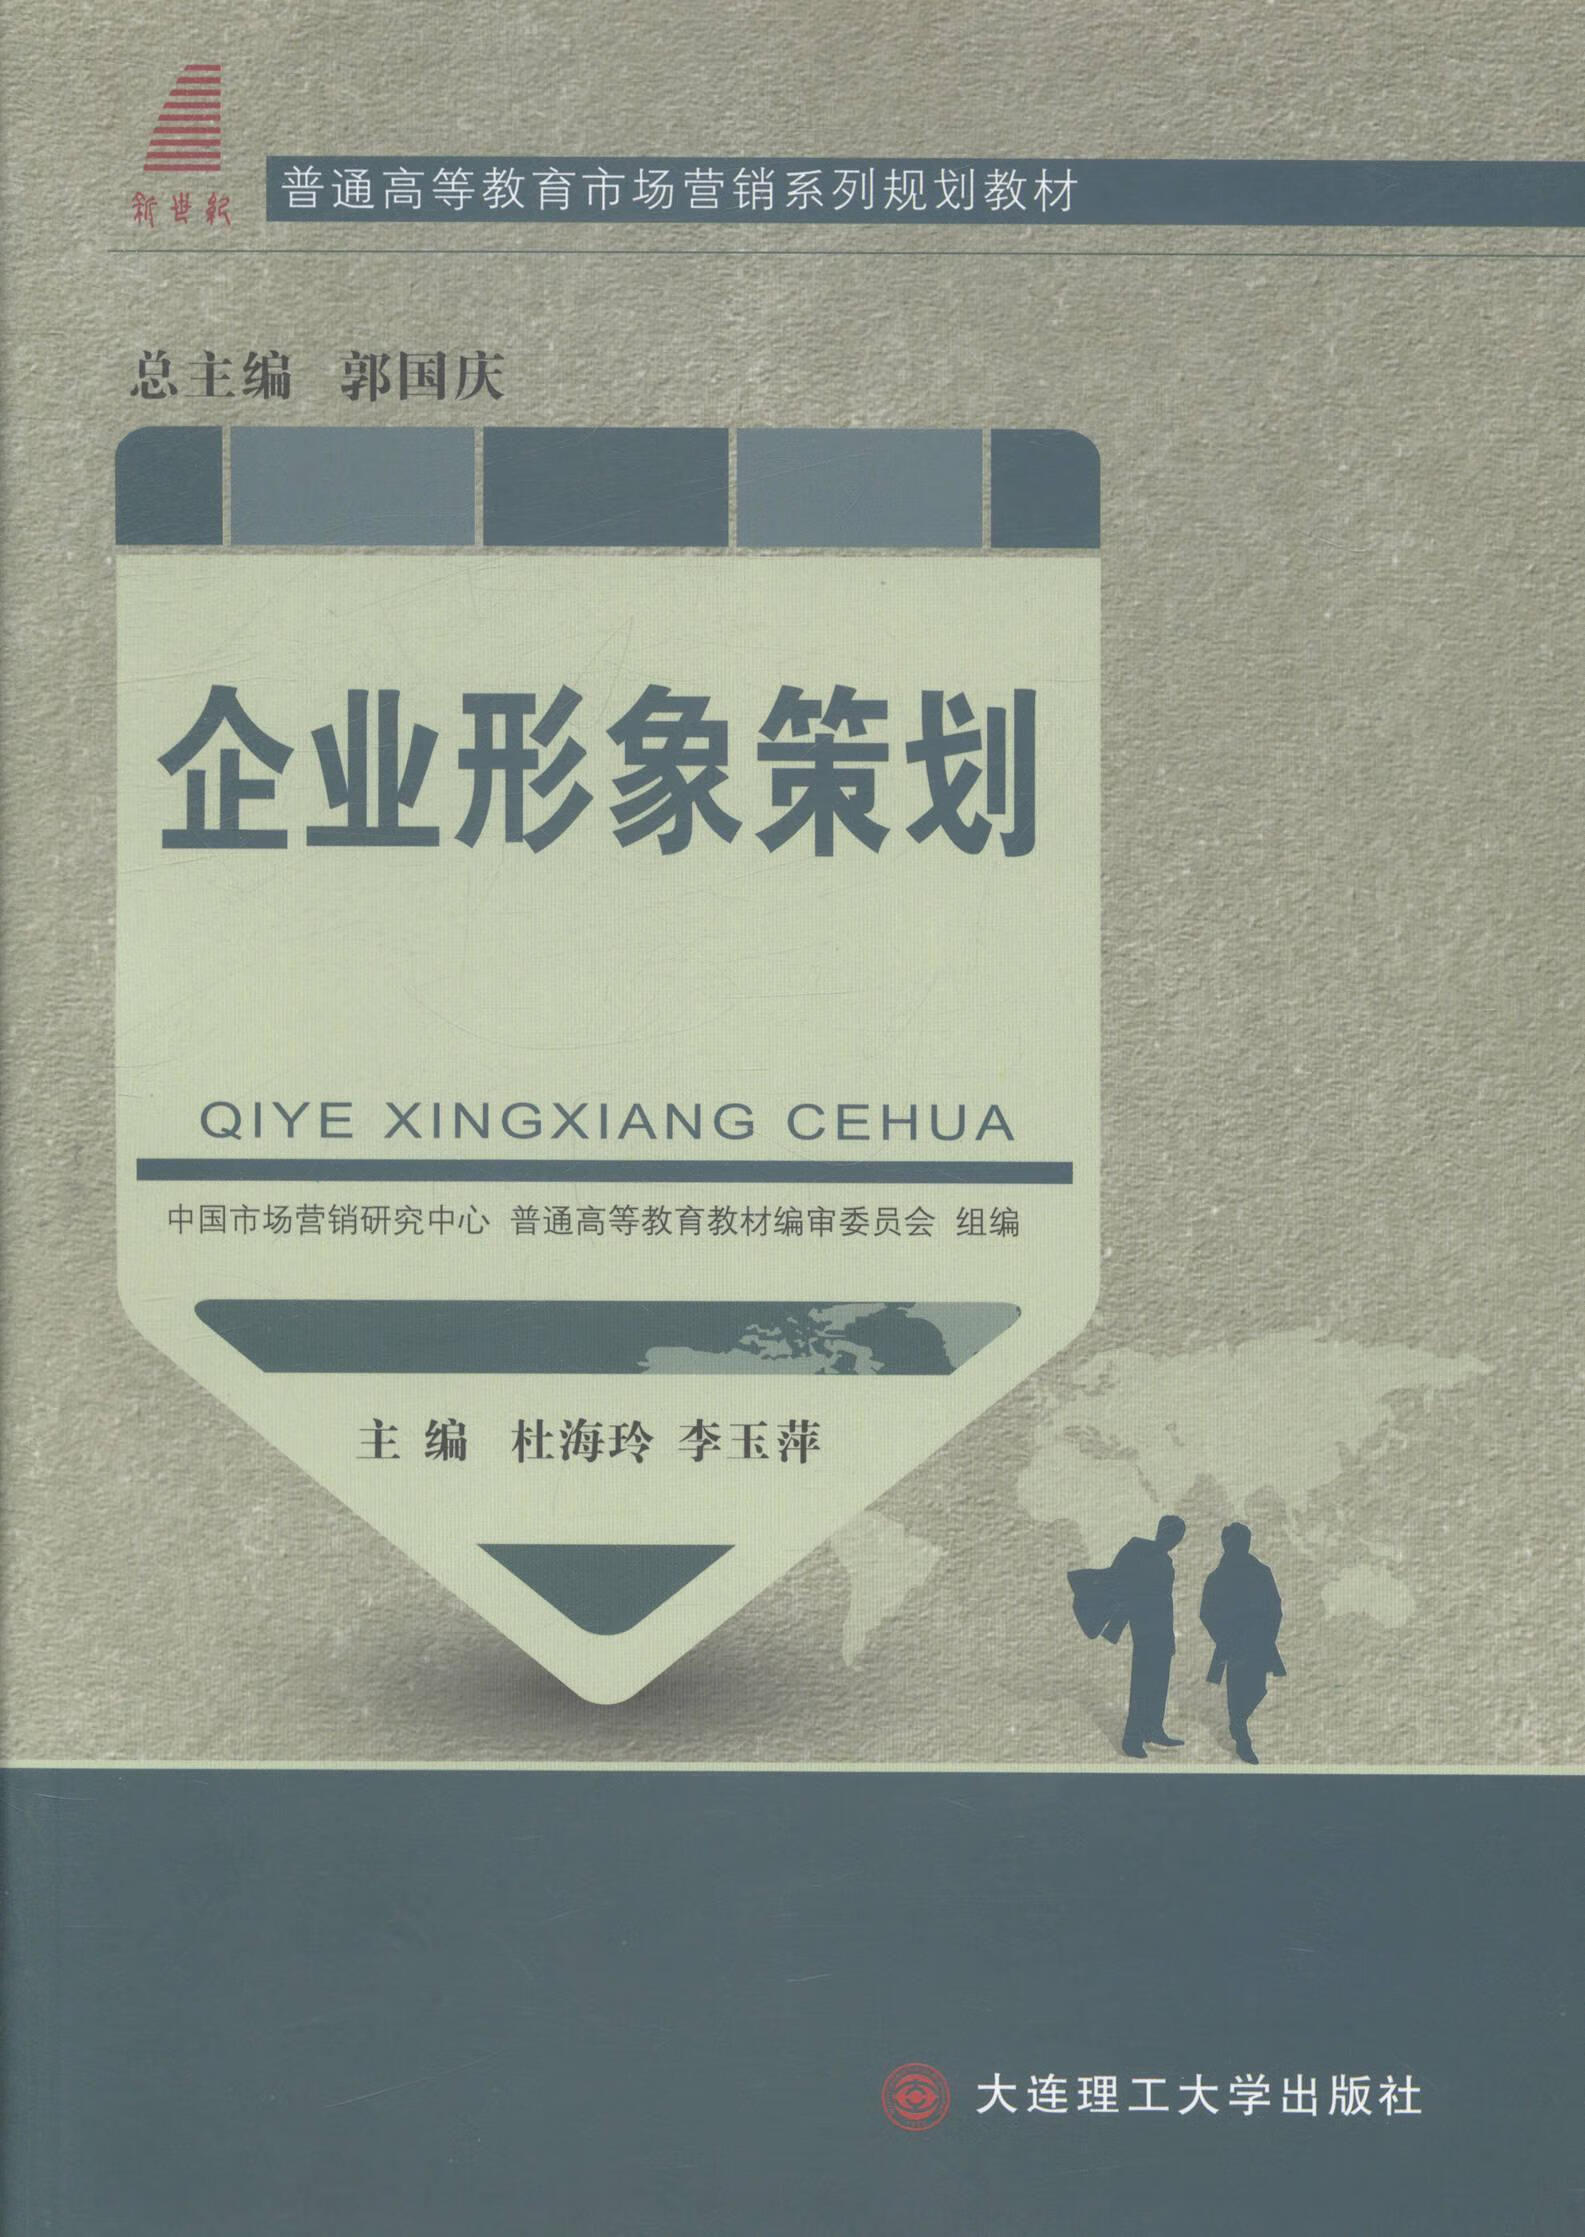 新世紀
普通高等教育市场营销系列规划教材
总主编 郭国庆
企业形象策划
QIYE XINGXIANG CEHUA
中国市场营销研究中心 普通高等教育教材编审委员会 组编
主编 杜海玲 李玉萍
大连理工大学出版社